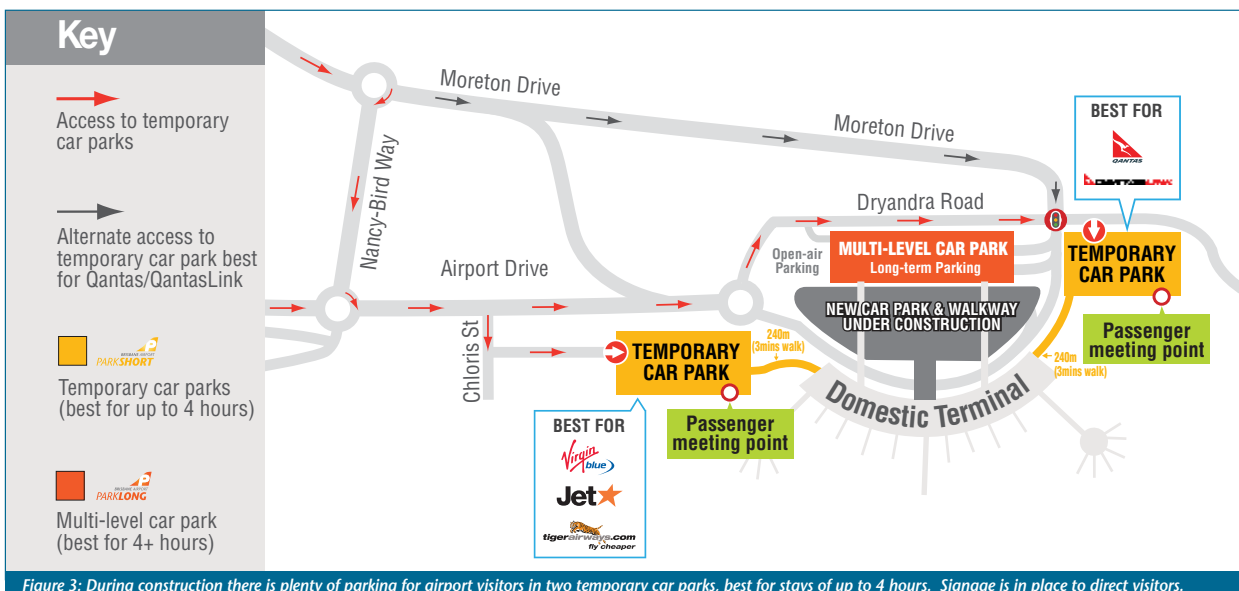 Key
Access to temporary
car parks
Alternate access to
temporary car park best
for Qantas/QantasLink
BRISBANE AIRPORT
PARKSHORT
Temporary car parks
(best for up to 4 hours)
BRISBANE AIRPORT
PARKLONG
Multi-level car park
(best for 4+ hours)
Moreton Drive
Moreton Drive
Nancy-Bird Way
Airport Drive
Chloris St
Dryandra Road
Open-air
Parking
MULTI-LEVEL CAR PARK
Long-term Parking
NEW CAR PARK & WALKWAY
UNDER CONSTRUCTION
BEST FOR
QANTAS
QANTASLINK
TEMPORARY
CAR PARK
Passenger
meeting point
240m
(3mins walk)
TEMPORARY
CAR PARK
240m
(3mins walk)
Passenger
meeting point
Domestic Terminal
BEST FOR
Virgin
blue
Jet
tigerairways.com
fly cheaper
Figure 3: During construction there is plenty of parking for airport visitors in two temporary car parks, best for stays of up to 4 hours. Signage is in place to direct visitors.